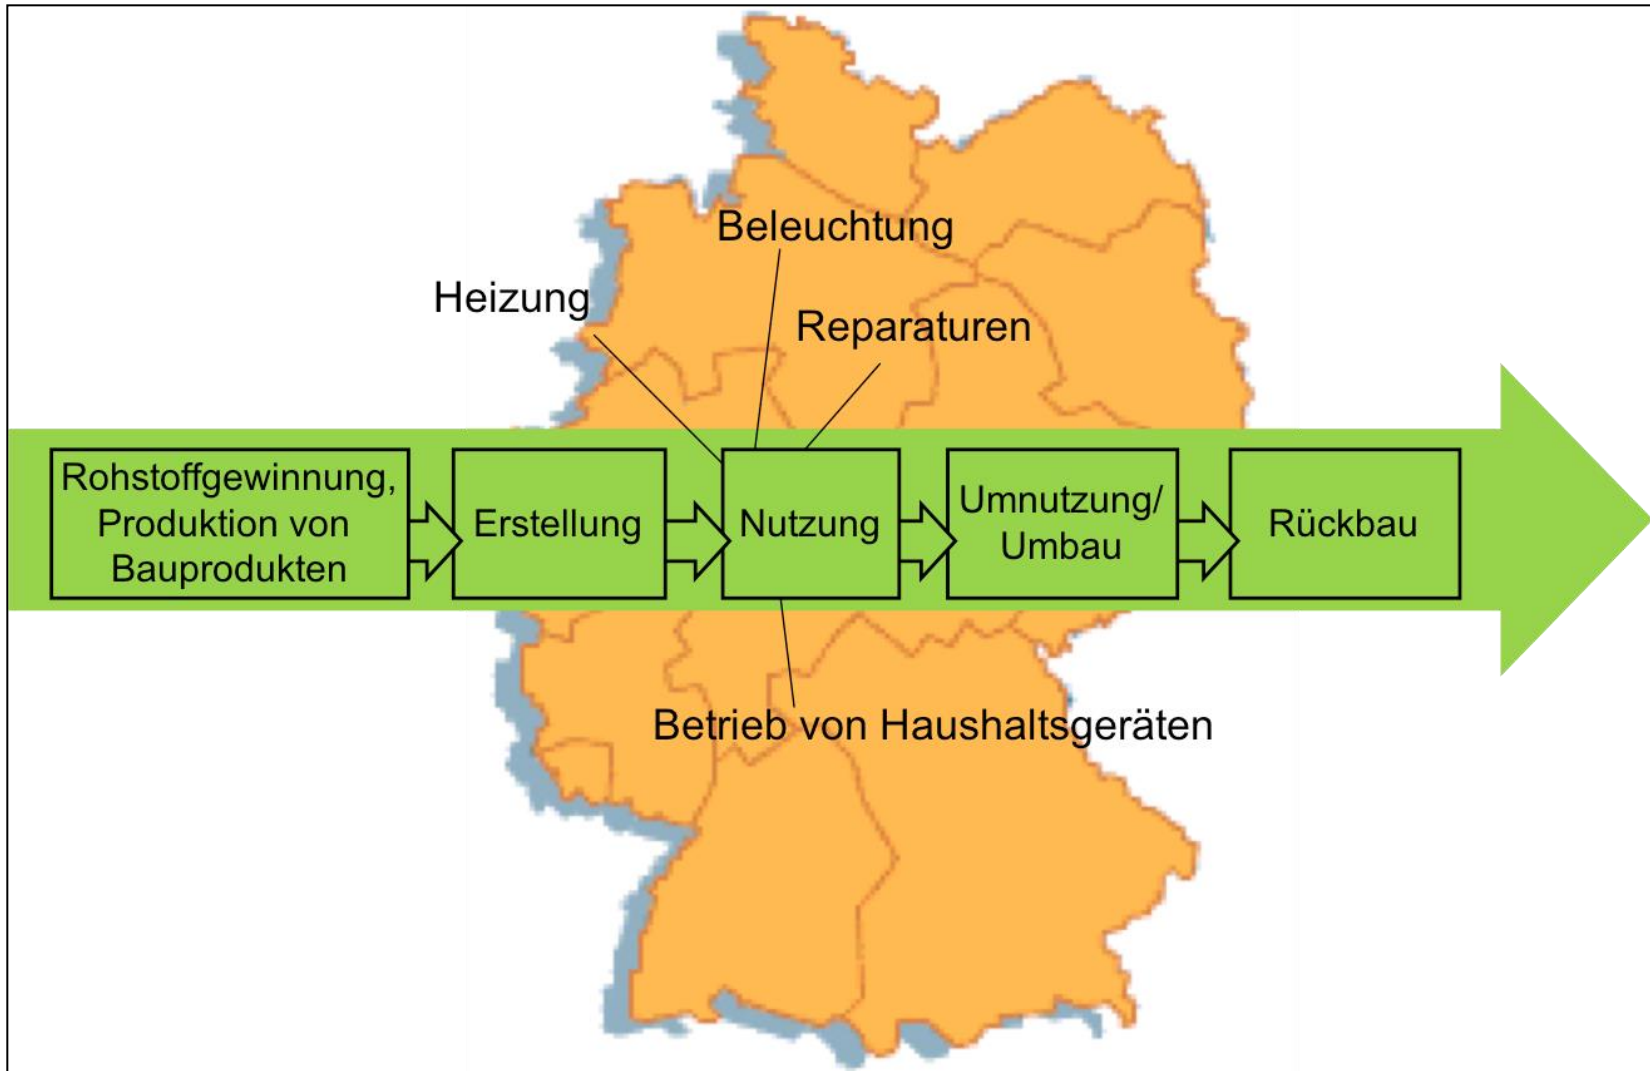 Beleuchtung
Heizung
Reparaturen
Rohstoffgewinnung,
Produktion von
Bauprodukten
Erstellung
Nutzung
Umnutzung/
Umbau
Rückbau
Betrieb von Haushaltsgeräten